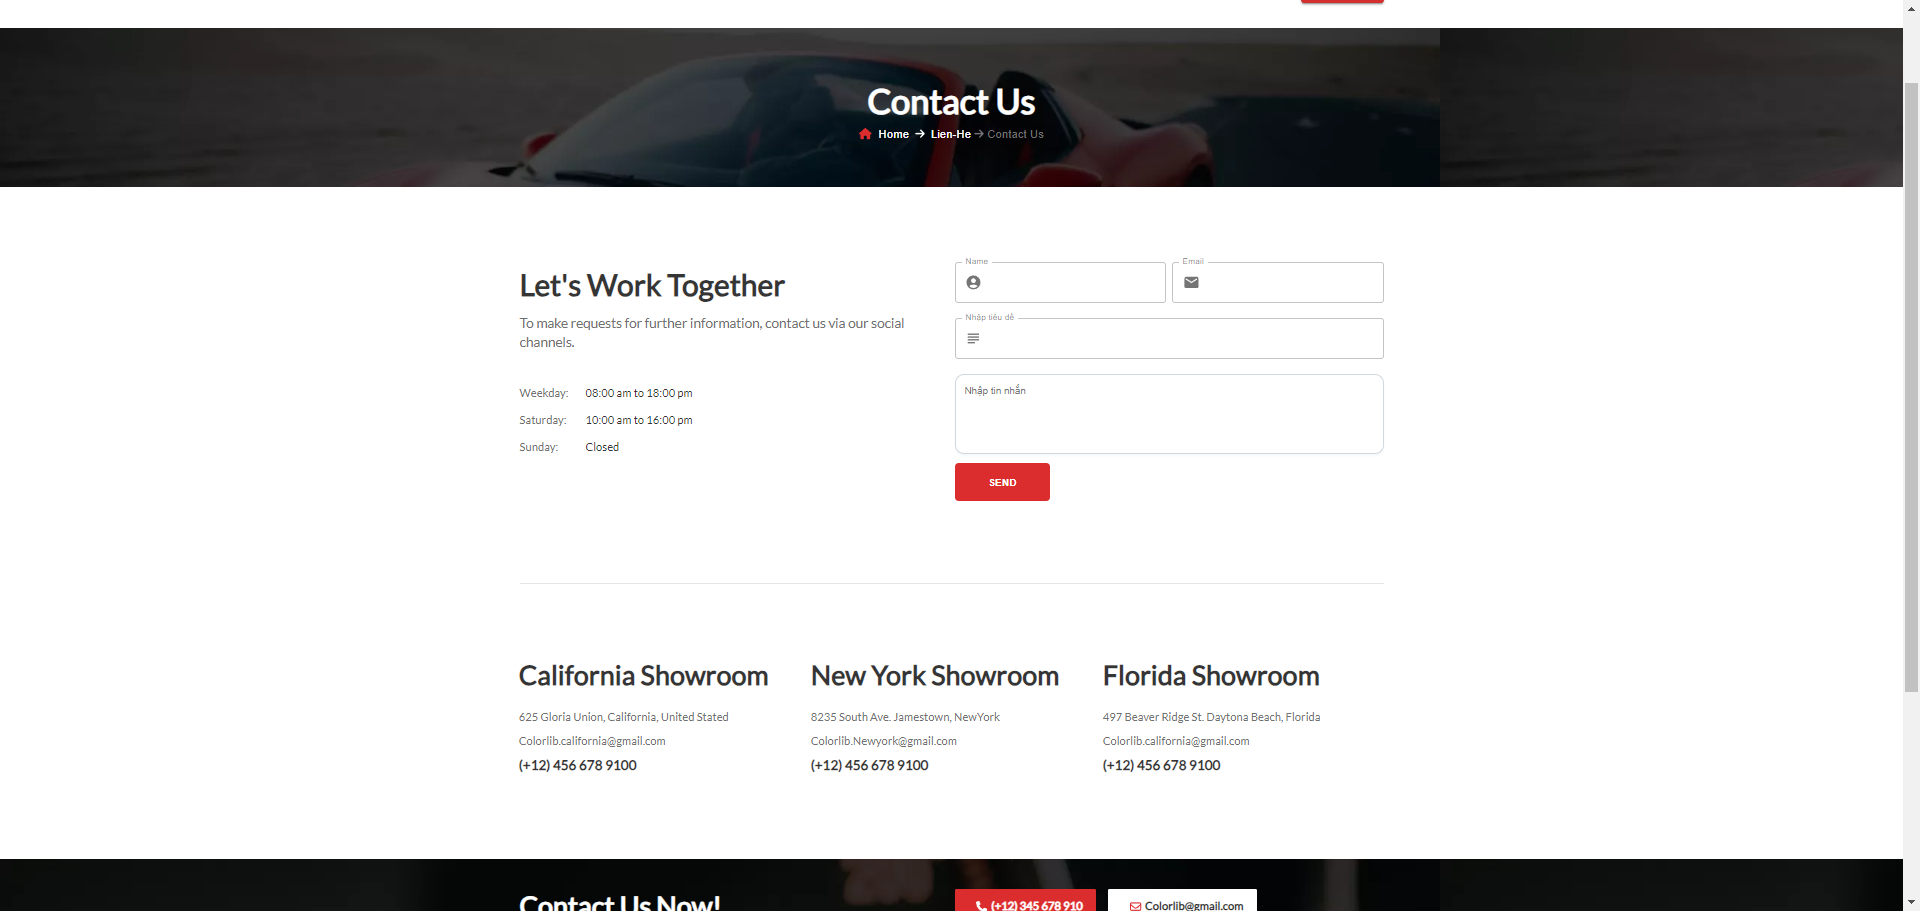 Contact Us
Home → Lien-He → Contact Us
Let's Work Together
To make requests for further information, contact us via our social
channels.
Weekday: 08:00 am to 18:00 pm
Saturday: 10:00 am to 16:00 pm
Sunday: Closed
Name
Email
Nhập tiêu đề
Nhập tin nhắn
SEND
California Showroom
625 Gloria Union, California, United Stated
Colorlib.california@gmail.com
(+12) 456 678 9100
New York Showroom
8235 South Ave. Jamestown, NewYork
Colorlib.Newyork@gmail.com
(+12) 456 678 9100
Florida Showroom
497 Beaver Ridge St. Daytona Beach, Florida
Colorlib.california@gmail.com
(+12) 456 678 9100
Contact Us Now!
(+12) 345 678 910
Colorlib@gmail.com